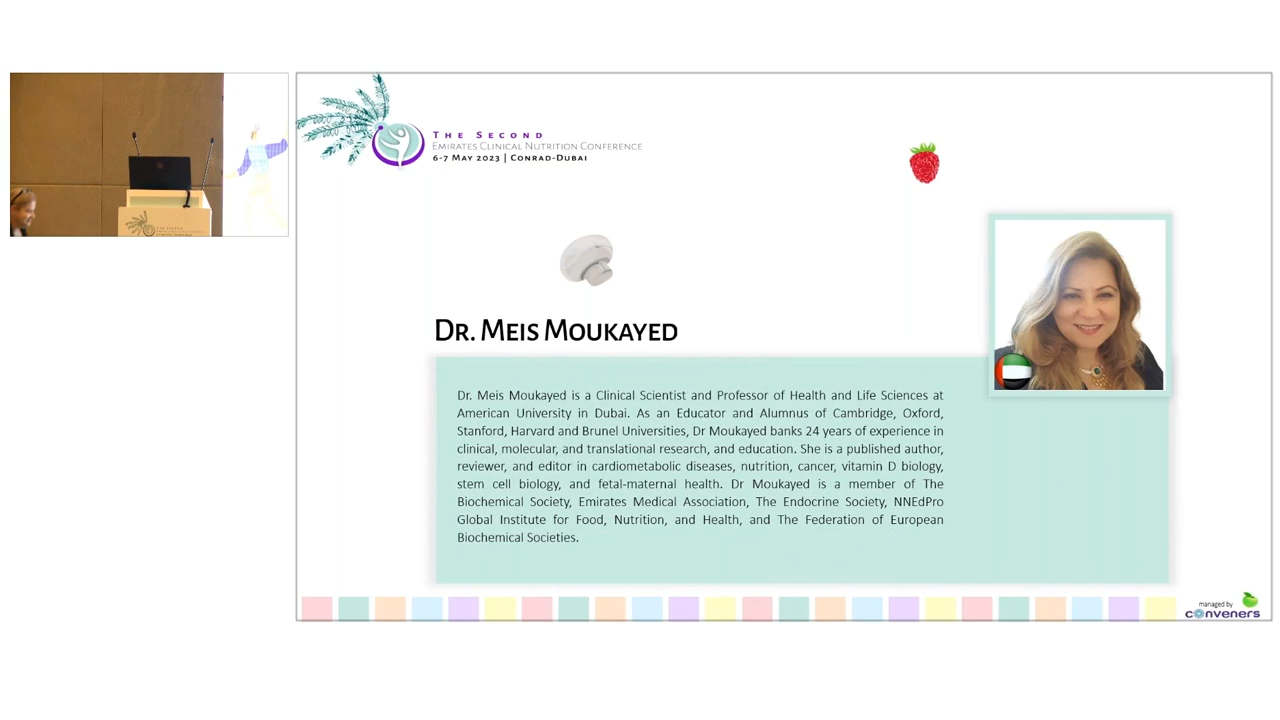 THE SECOND
EMIRATES CLINICAL NUTRITION CONFERENCE
6-7 MAY 2023 | CONRAD-DUBAI
DR. MEIS MOUKAYED
Dr. Meis Moukayed is a Clinical Scientist and Professor of Health and Life Sciences at
American University in Dubai. As an Educator and Alumnus of Cambridge, Oxford,
Stanford, Harvard and Brunel Universities, Dr Moukayed banks 24 years of experience in
clinical, molecular, and translational research, and education. She is a published author,
reviewer, and editor in cardiometabolic diseases, nutrition, cancer, vitamin D biology,
stem cell biology, and fetal-maternal health. Dr Moukayed is a member of The
Biochemical Society, Emirates Medical Association, The Endocrine Society, NNEdPro
Global Institute for Food, Nutrition, and Health, and The Federation of European
Biochemical Societies.
managed by
conveners